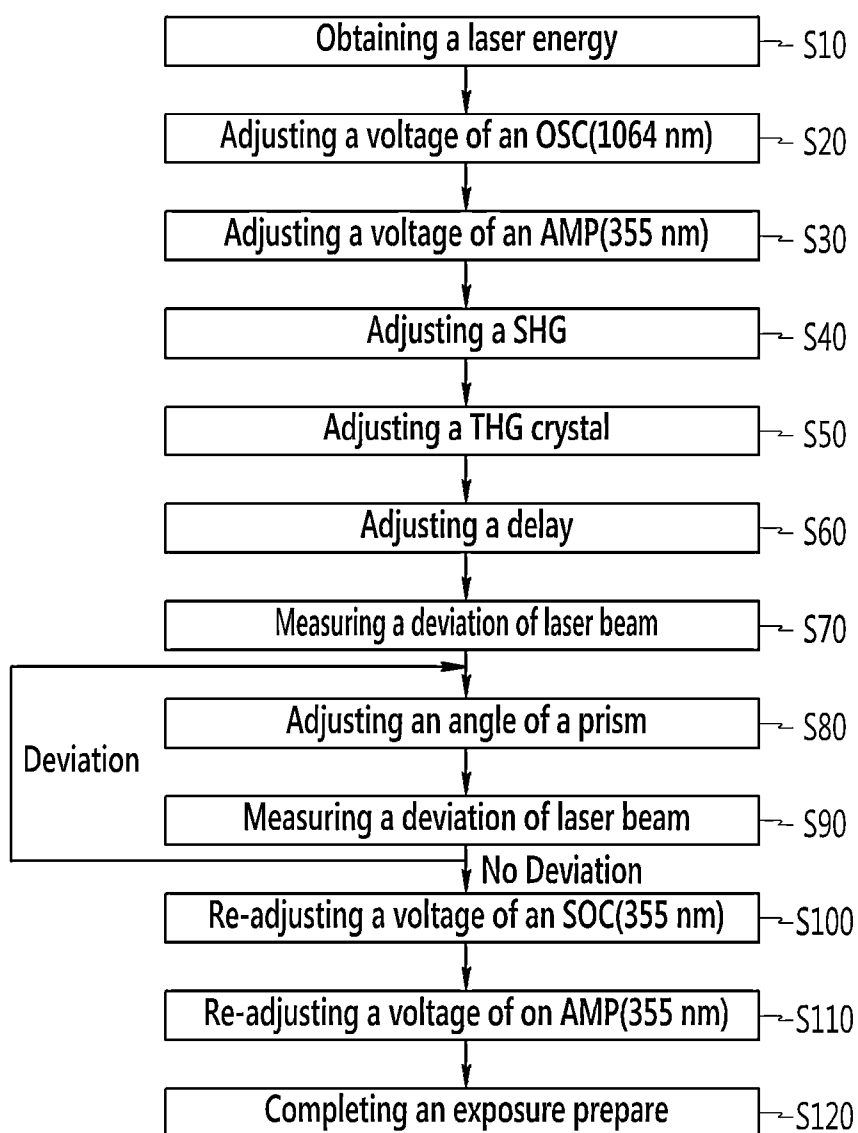 Obtaining a laser energy S10
Adjusting a voltage of an OSC(1064 nm) S20
Adjusting a voltage of an AMP(355 nm) S30
Adjusting a SHG S40
Adjusting a THG crystal S50
Adjusting a delay S60
Measuring a deviation of laser beam S70
Adjusting an angle of a prism S80
Deviation
Measuring a deviation of laser beam S90
No Deviation
Re-adjusting a voltage of an SOC(355 nm) S100
Re-adjusting a voltage of on AMP(355 nm) S110
Completing an exposure prepare S120